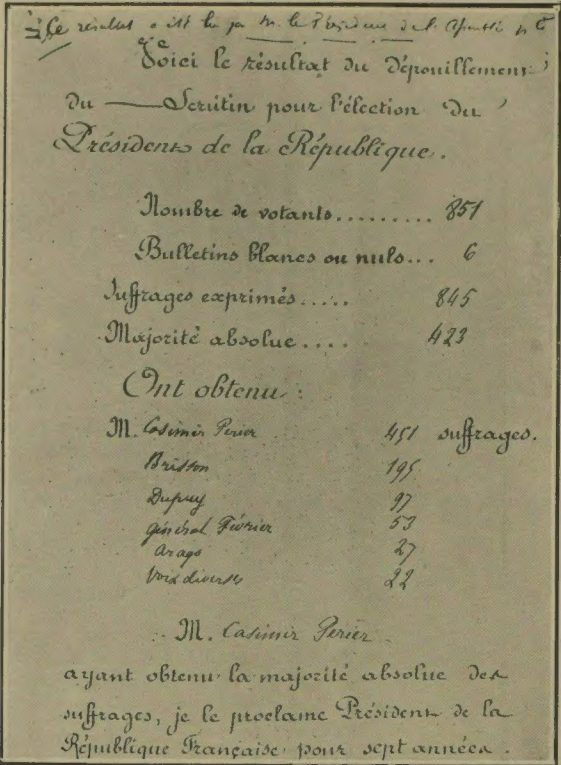 Ce résultat a été lu par M. le Président de l'
Voici le résultat du Dépouillement
du — Scrutin pour l'élection du
Président de la République.
Nombre de votants......... 851
Bulletins blancs ou nuls... 6
Suffrages exprimés..... 845
Majorité absolue.... 423
Ont obtenu :
M. Casimir Perier 451 suffrages.
Brisson 195
Dupuy 97
général Février 53
Arago 27
Voix diverses 22
M. Casimir Perier
ayant obtenu la majorité absolue des
suffrages, je le proclame Président de la
République Française pour sept années.